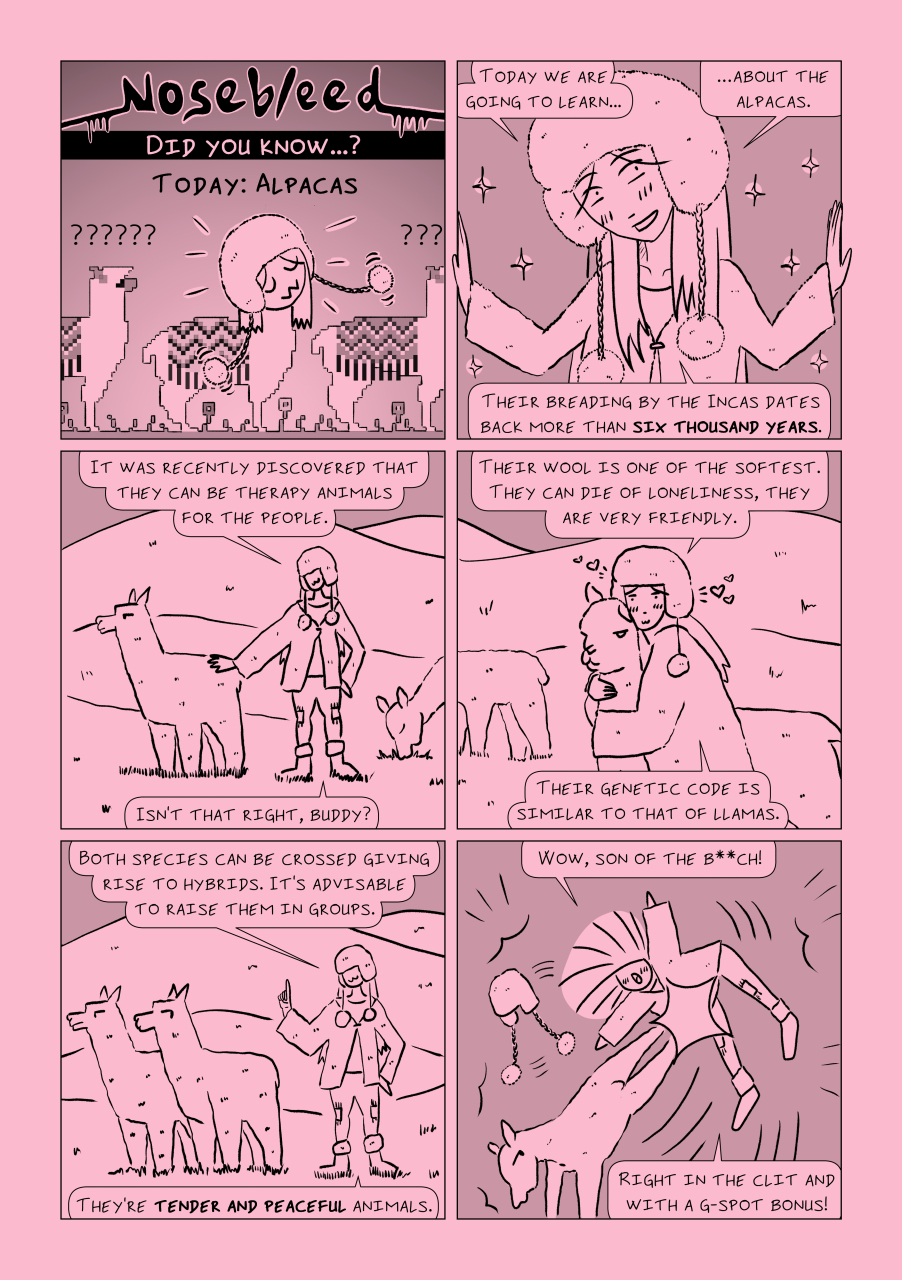 Nosebleed
Did you know...?
Today: Alpacas
??????
???
Today we are
going to learn...
...about the
alpacas.
Their breading by the Incas dates
back more than six thousand years.
It was recently discovered that
they can be therapy animals
for the people.
Isn't that right, buddy?
Their wool is one of the softest.
They can die of loneliness, they
are very friendly.
Their genetic code is
similar to that of llamas.
Both species can be crossed giving
rise to hybrids. It's advisable
to raise them in groups.
They're tender and peaceful animals.
Wow, son of the b**ch!
Right in the clit and
with a g-spot bonus!